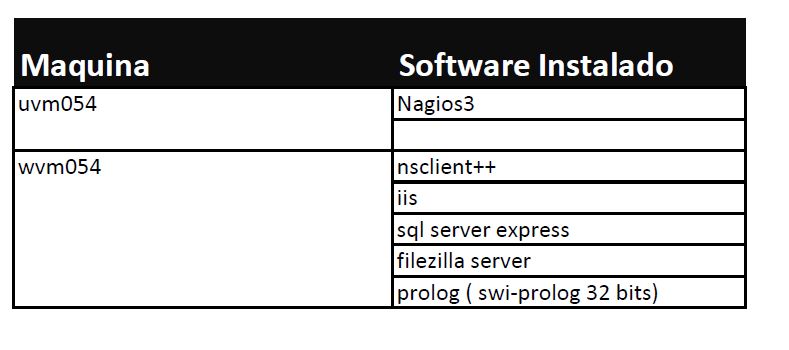 Maquina Software Instalado
uvm054 Nagios3
wvm054 nsclient++
iis
sql server express
filezilla server
prolog ( swi-prolog 32 bits)